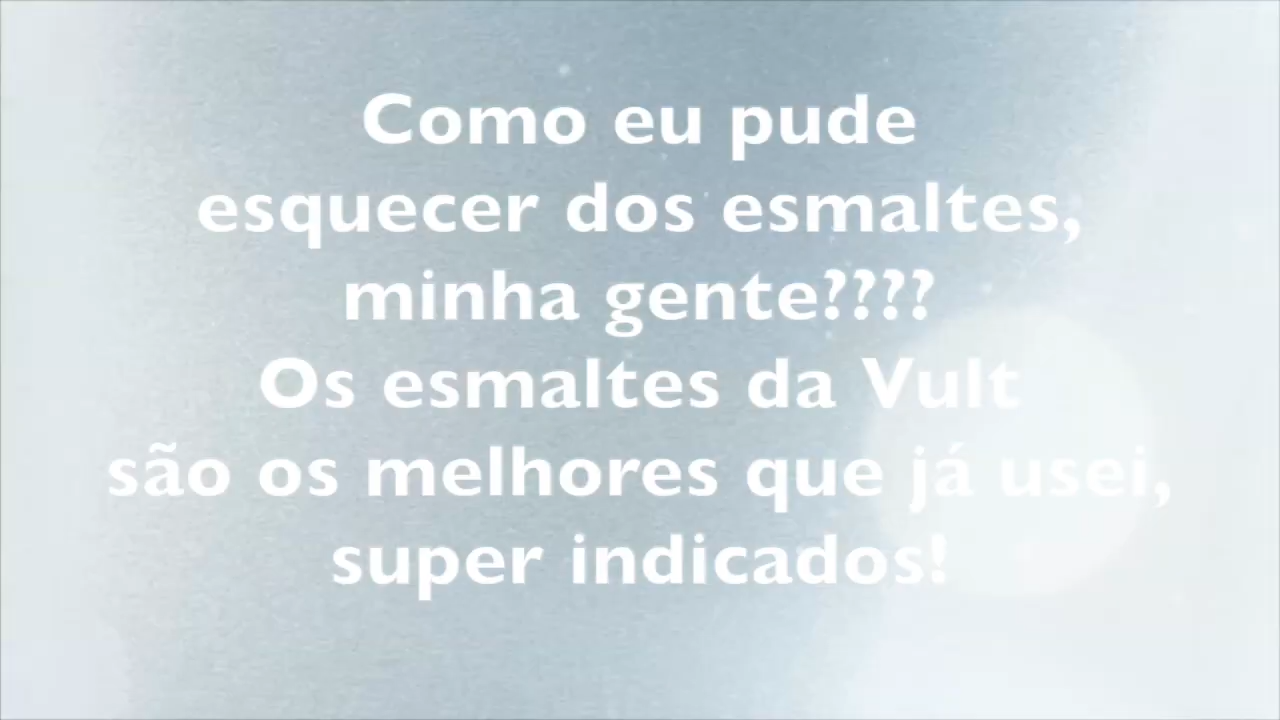 Como eu pude
esquecer dos esmaltes,
minha gente????
Os esmaltes da Vult
são os melhores que já usei,
super indicados!